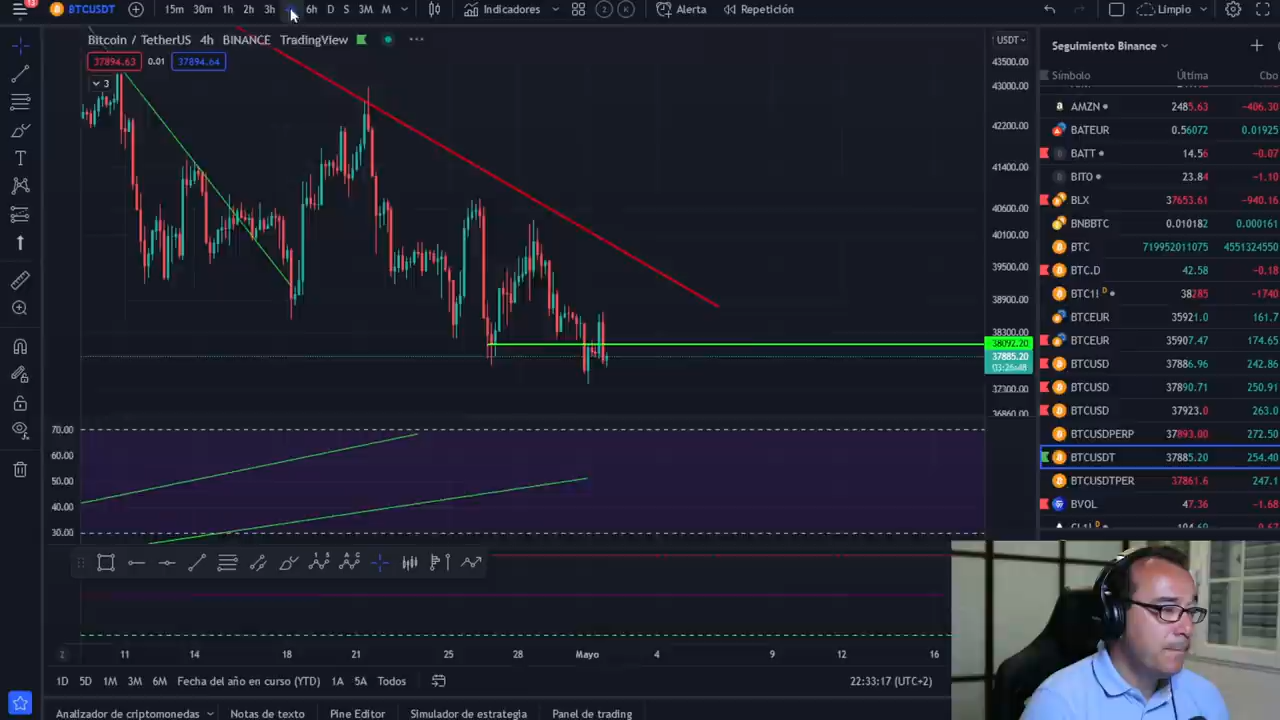 13
BTCUSDT
15m 30m 1h 2h 3h 6h D S 3M M
Indicadores
2 K
Alerta
Repetición
Limpio
Bitcoin / TetherUS 4h BINANCE TradingView
37894.63 0.01 37894.64
3
USDT
43500.00
43000.00
42200.00
41400.00
40600.00
40100.00
39500.00
38900.00
38300.00
38092.20
37885.20
37300.00
36860.00
70.00
60.00
50.00
40.00
30.00
Z 11 14 18 21 25 28 Mayo 4 9 12 16
1D 5D 1M 3M 6M Fecha del año en curso (YTD) 1A 5A Todos
22:33:17 (UTC+2)
Analizador de criptomonedas Notas de texto Pine Editor Simulador de estrategia Panel de trading
Seguimiento Binance
Símbolo Última Cbo
AMZN 2485.63 −406.30
BATEUR 0.56072 0.01925
BATT 14.56 −0.07
BITO 23.84 −1.10
BLX 37653.61 −940.16
BNBBTC 0.010182 0.000161
BTC 719952011075 4551324550
BTC.D 42.58 −0.18
BTC1! D 38285 −1740
BTCEUR 35921.0 161.7
BTCEUR 35907.47 174.65
BTCUSD 37886.96 242.86
BTCUSD 37890.71 250.91
BTCUSD 37923.0 263.0
BTCUSDPERP 37893.00 272.50
BTCUSDT 37885.20 254.40
BTCUSDTPER 37861.6 247.1
BVOL 47.36 −1.68